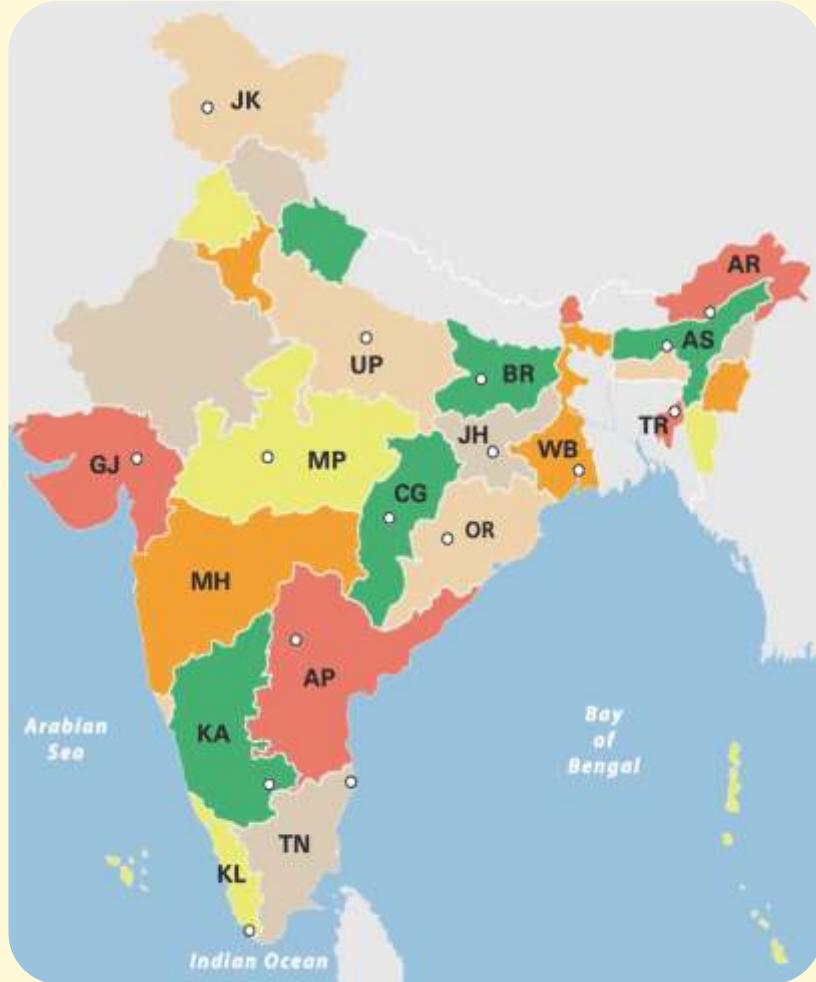 JK
AR
AS
UP
BR
TR
JH
WB
GJ
MP
CG
OR
MH
AP
KA
Arabian
Sea
Bay
of
Bengal
TN
KL
Indian Ocean